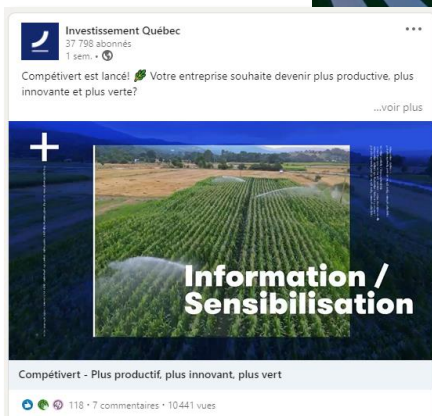 Investissement Québec
37 798 abonnés
1 sem. •
Compétivert est lancé! Votre entreprise souhaite devenir plus productive, plus
innovante et plus verte?
...voir plus
Information /
Sensibilisation
Compétivert - Plus productif, plus innovant, plus vert
118 • 7 commentaires • 10 441 vues